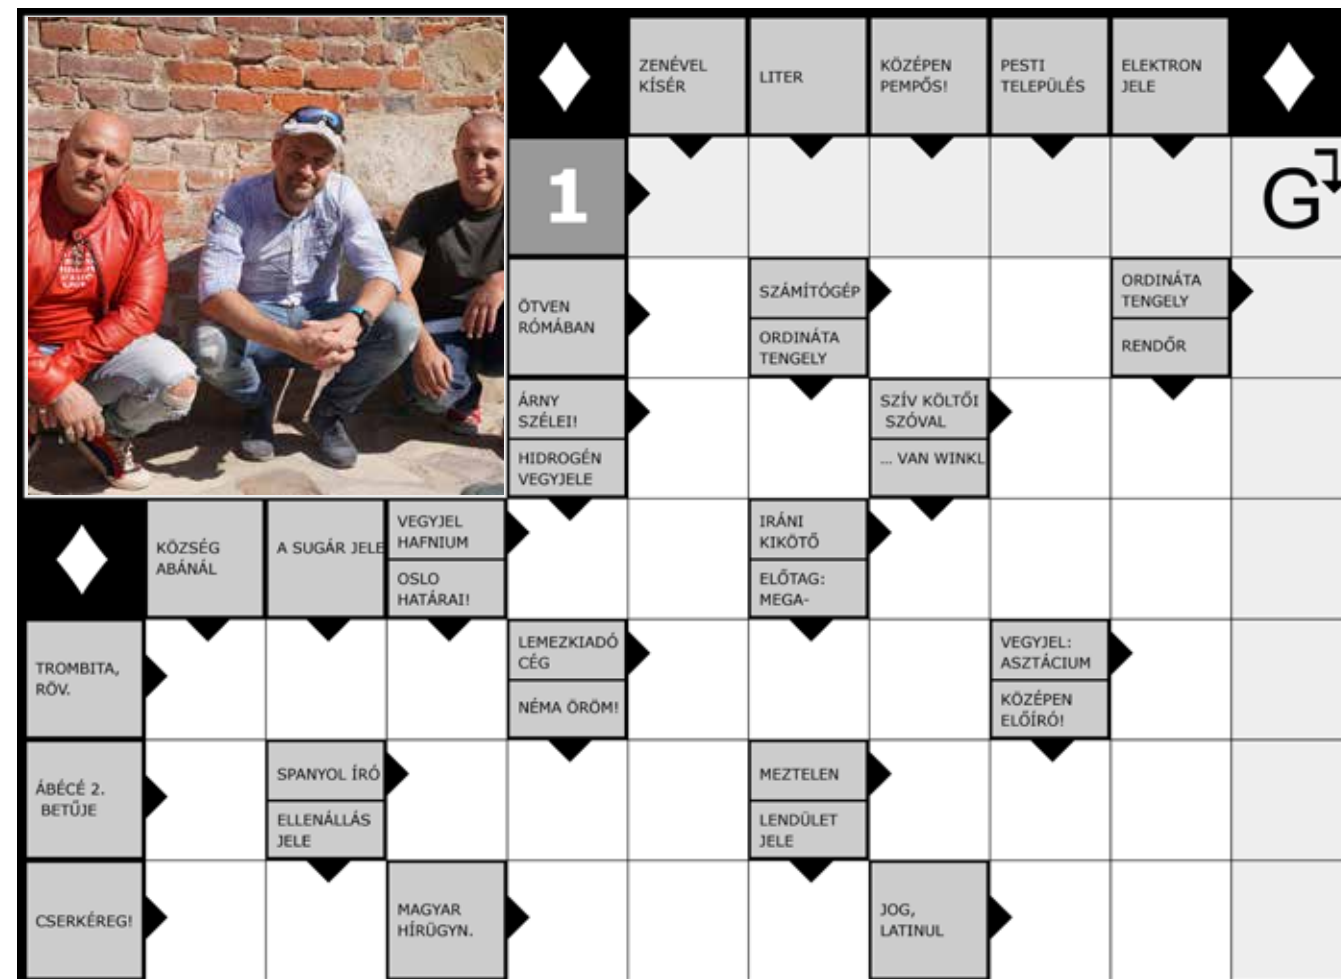 ZENÉVEL
KÍSÉR
LITER
KÖZÉPEN
PEMPŐS!
PESTI
TELEPÜLÉS
ELEKTRON
JELE
1
G
ÖTVEN
RÓMÁBAN
SZÁMÍTÓGÉP
ORDINÁTA
TENGELY
ORDINÁTA
TENGELY
RENDŐR
ÁRNY
SZÉLEI!
HIDROGÉN
VEGYJELE
SZÍV KÖLTŐI
SZÓVAL
... VAN WINKL
KÖZSÉG
ABÁNÁL
A SUGÁR JELE
VEGYJEL
HAFNIUM
OSLO
HATÁRAI!
IRÁNI
KIKÖTŐ
ELŐTAG:
MEGA-
TROMBITA,
RÖV.
LEMEZKIADÓ
CÉG
NÉMA ÖRÖM!
VEGYJEL:
ASZTÁCIUM
KÖZÉPEN
ELŐÍRÓ!
ÁBÉCÉ 2.
BETŰJE
SPANYOL ÍRÓ
ELLENÁLLÁS
JELE
MEZTELEN
LENDÜLET
JELE
CSERKÉREG!
MAGYAR
HÍRÜGYN.
JOG,
LATINUL